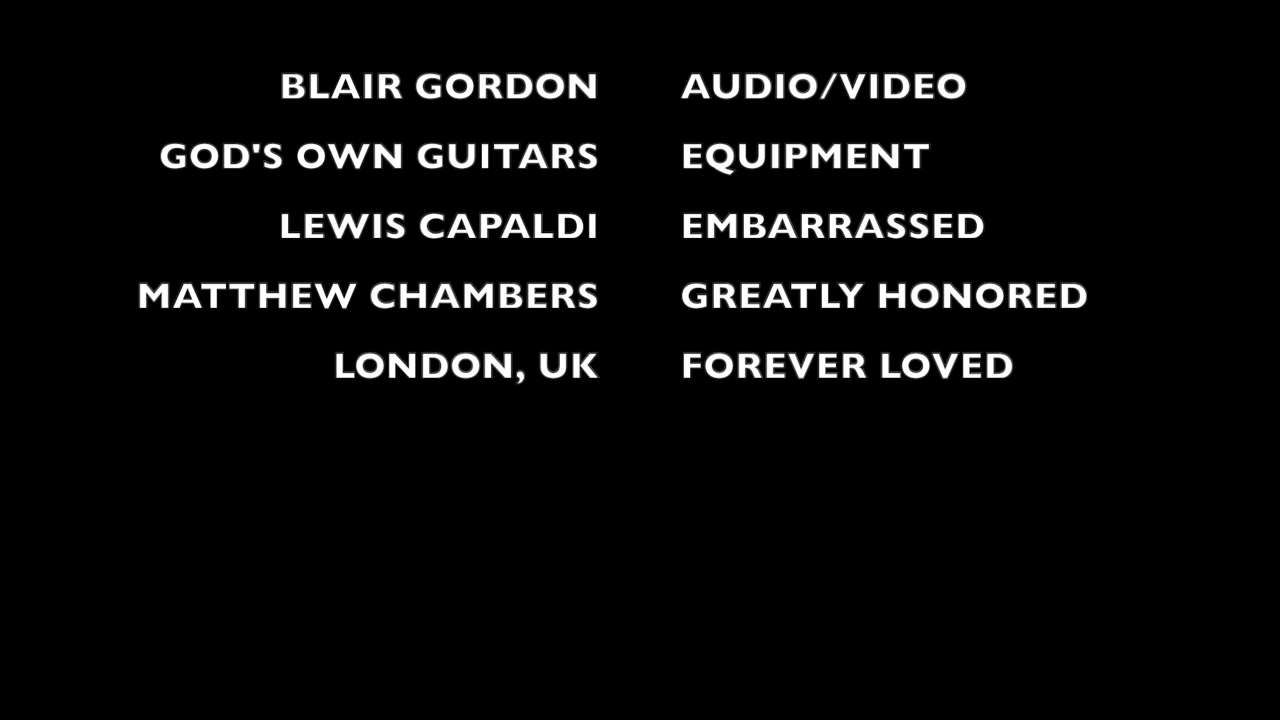 BLAIR GORDON AUDIO/VIDEO
GOD'S OWN GUITARS EQUIPMENT
LEWIS CAPALDI EMBARRASSED
MATTHEW CHAMBERS GREATLY HONORED
LONDON, UK FOREVER LOVED